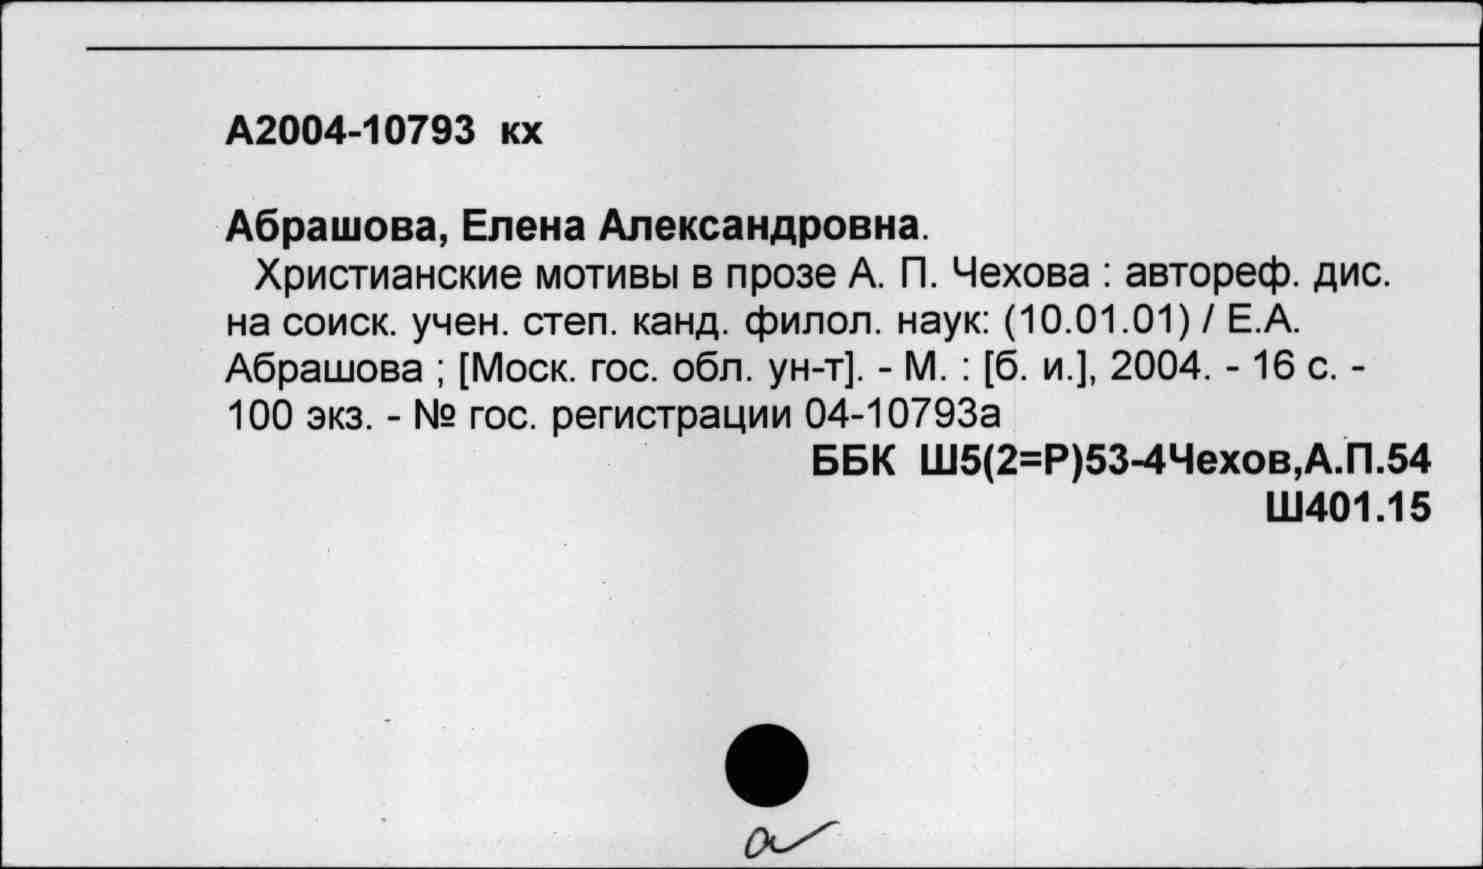 А2004-10793 кх
Абрашова, Елена Александровна.
Христианские мотивы в прозе А. П. Чехова : автореф. дис.
на соиск. учен. степ. канд. филол. наук: (10.01.01) / Е.А.
Абрашова ; [Моск. гос. обл. ун-т]. - М. : [б. и.], 2004. - 16 с. -
100 экз. - № гос. регистрации 04-10793а
ББК Ш5(2=Р)53-4Чехов,А.П.54
Ш401.15